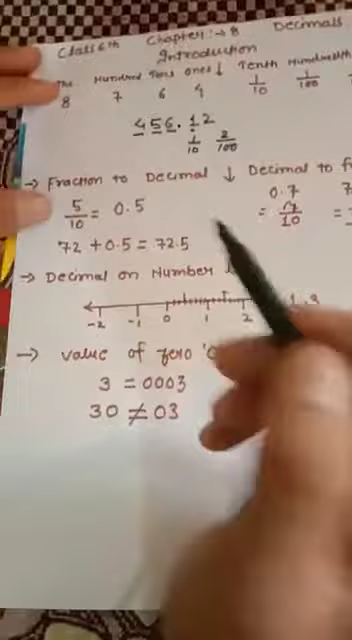 Class 6th Chapter:→ 8 Decimals
Introduction
Th Hundred Tens Ones ↓ Tenth Hundredth
8 7 6 4 1/10 1/100
456.12
1/10 2/100
→ Fraction to Decimal ↓ Decimal to
5/10 = 0.5 0.7
= 7/10 =
72 + 0.5 = 72.5
→ Decimal on Number
-2 -1 0 1 2
→ value of zero '0
3 = 0003
30 ≠ 03